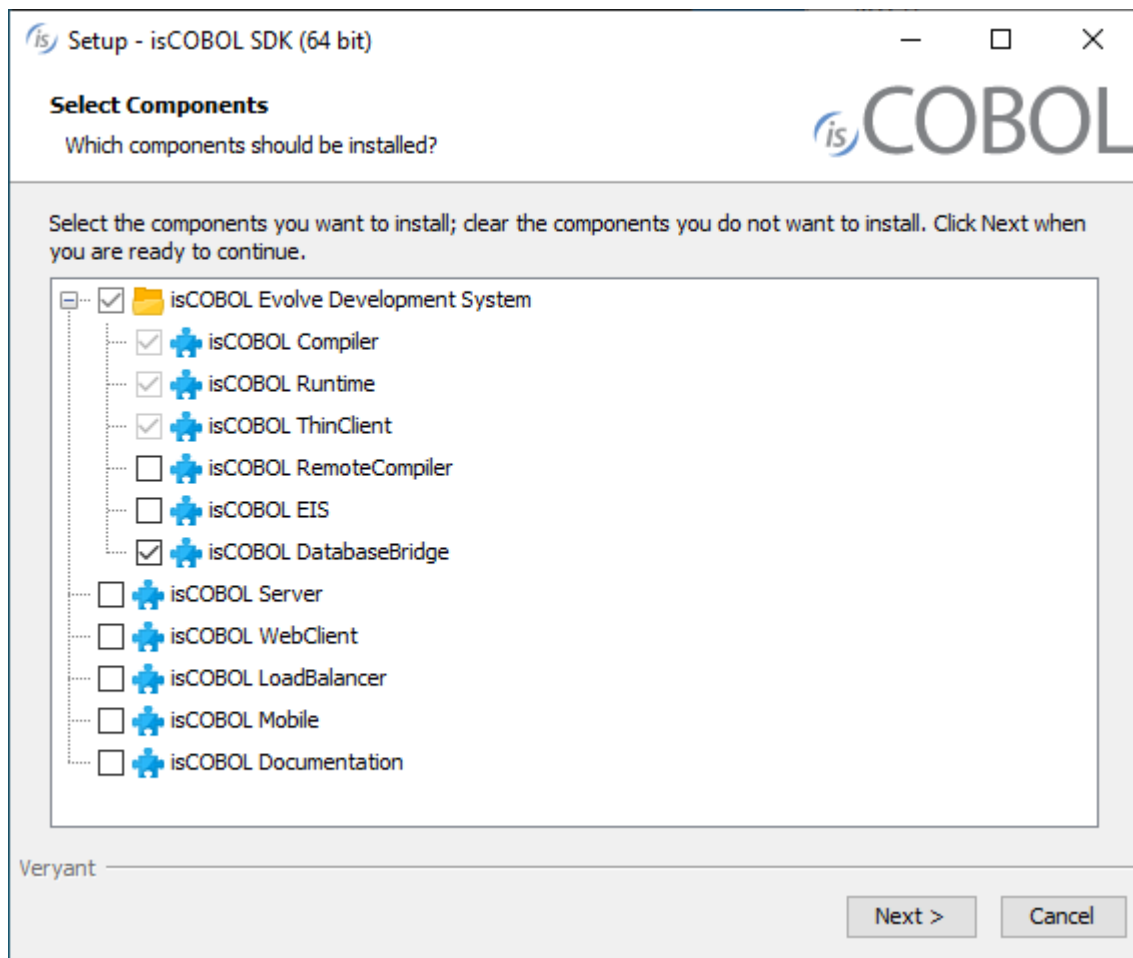 is Setup - isCOBOL SDK (64 bit)
Select Components
Which components should be installed?
isCOBOL
Select the components you want to install; clear the components you do not want to install. Click Next when
you are ready to continue.
isCOBOL Evolve Development System
isCOBOL Compiler
isCOBOL Runtime
isCOBOL ThinClient
isCOBOL RemoteCompiler
isCOBOL EIS
isCOBOL DatabaseBridge
isCOBOL Server
isCOBOL WebClient
isCOBOL LoadBalancer
isCOBOL Mobile
isCOBOL Documentation
Veryant
Next >
Cancel